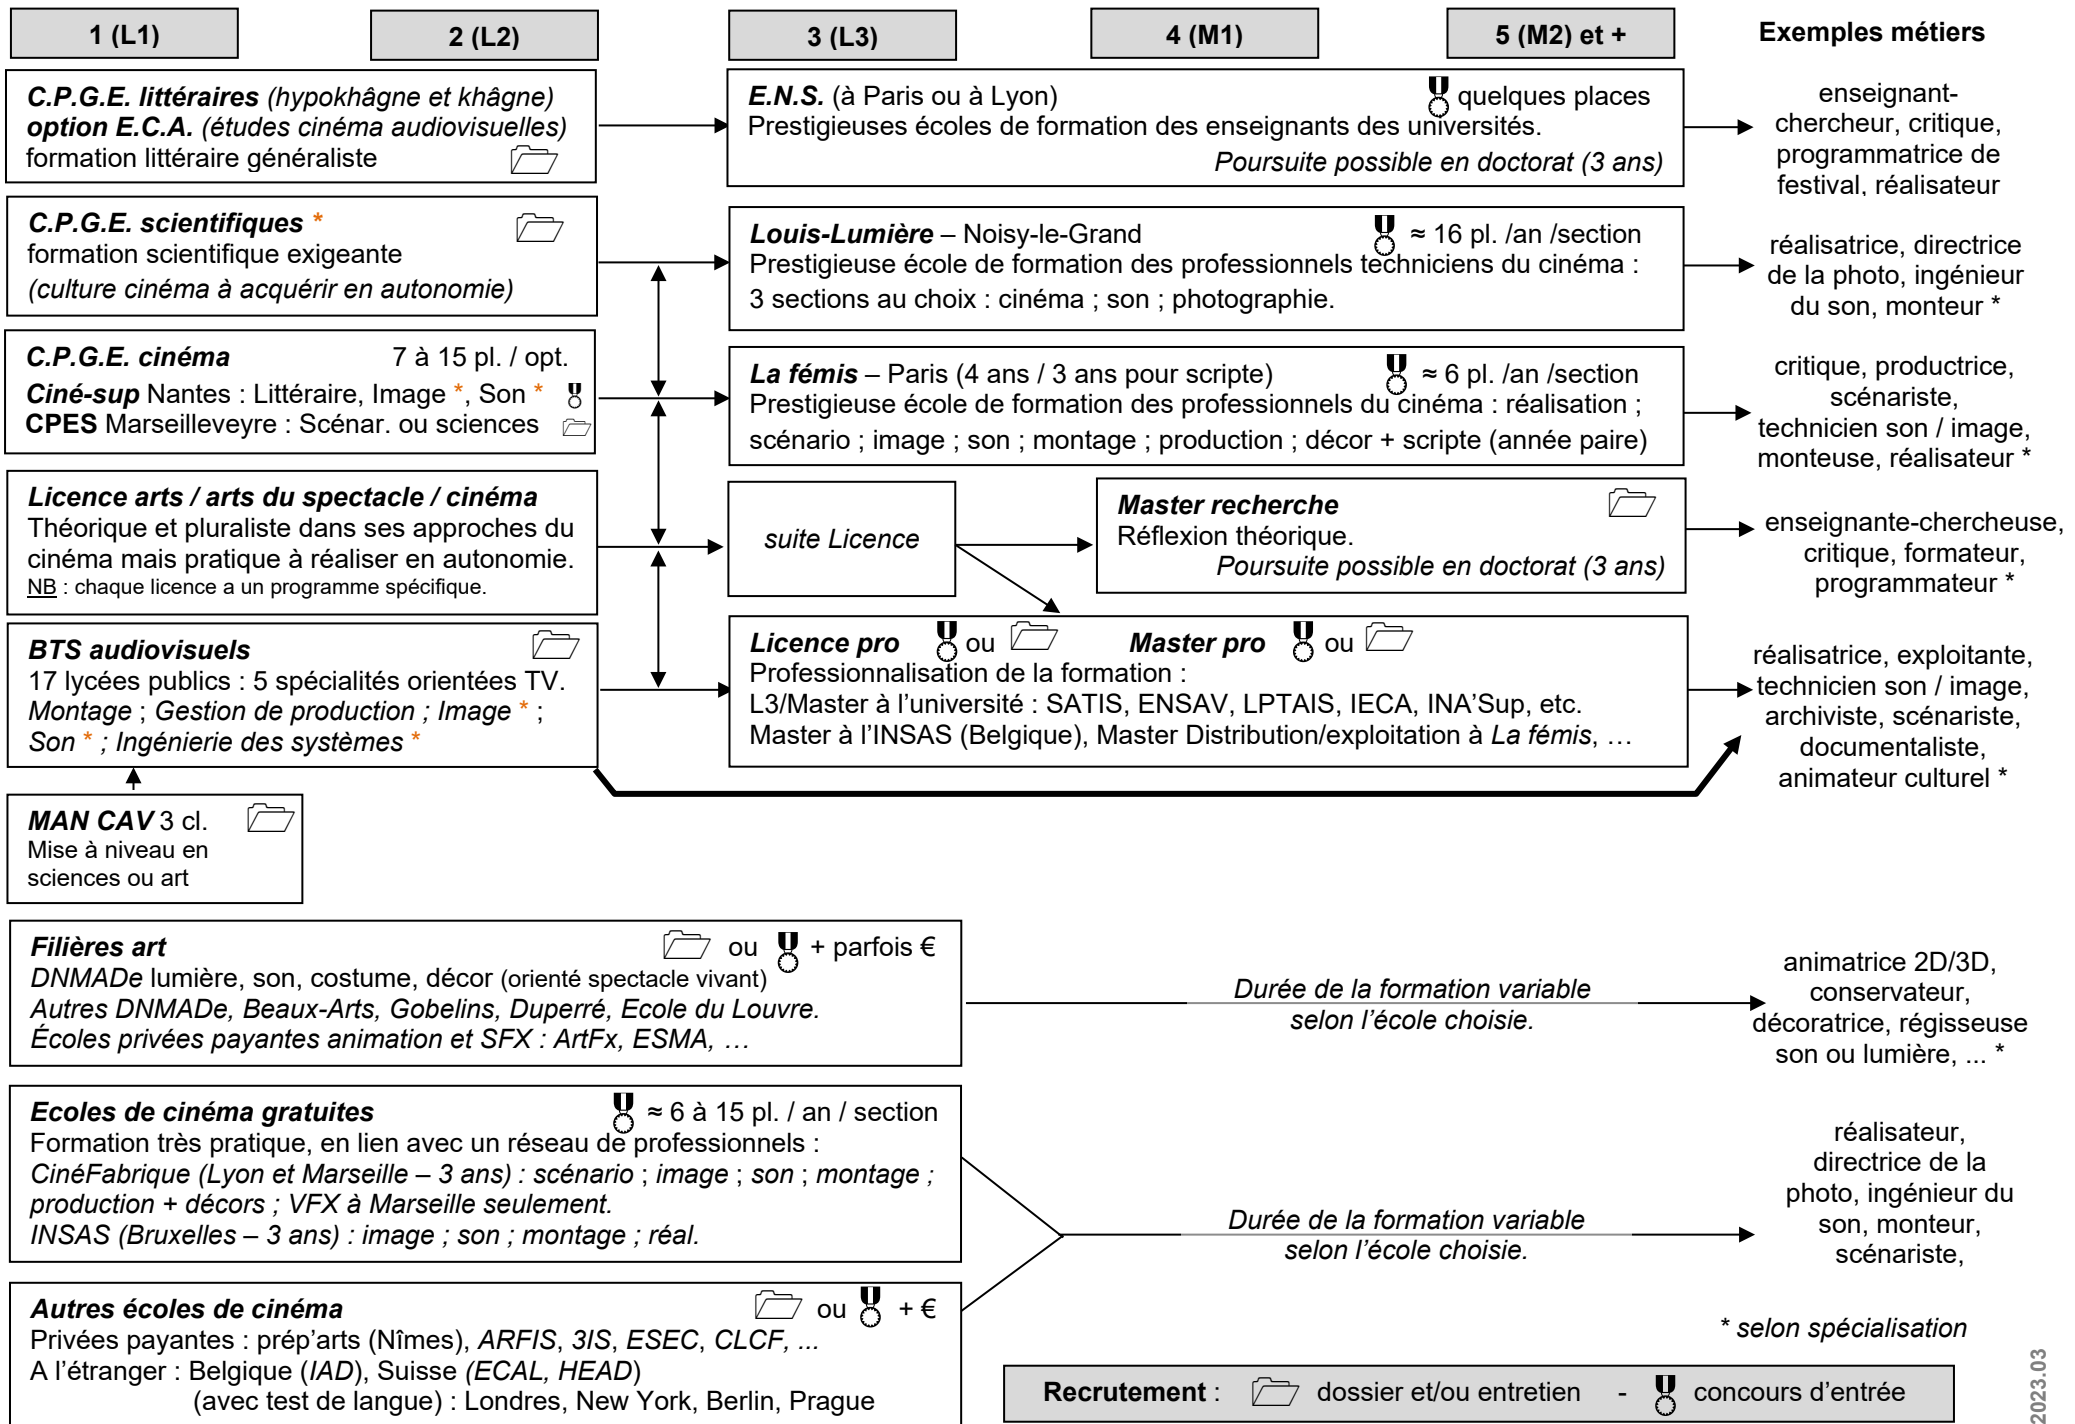 1 (L1)
2 (L2)
3 (L3)
4 (M1)
5 (M2) et +
Exemples métiers
C.P.G.E. littéraires (hypokhâgne et khâgne)
option E.C.A. (études cinéma audiovisuelles)
formation littéraire généraliste
E.N.S. (à Paris ou à Lyon) quelques places
Prestigieuses écoles de formation des enseignants des universités.
Poursuite possible en doctorat (3 ans)
enseignant-
chercheur, critique,
programmatrice de
festival, réalisateur
C.P.G.E. scientifiques *
formation scientifique exigeante
(culture cinéma à acquérir en autonomie)
Louis-Lumière – Noisy-le-Grand ≈ 16 pl. /an /section
Prestigieuse école de formation des professionnels techniciens du cinéma :
3 sections au choix : cinéma ; son ; photographie.
réalisatrice, directrice
de la photo, ingénieur
du son, monteur *
C.P.G.E. cinéma 7 à 15 pl. / opt.
Ciné-sup Nantes : Littéraire, Image *, Son *
CPES Marseilleveyre : Scénar. ou sciences
La fémis – Paris (4 ans / 3 ans pour scripte) ≈ 6 pl. /an /section
Prestigieuse école de formation des professionnels du cinéma : réalisation ;
scénario ; image ; son ; montage ; production ; décor + scripte (année paire)
critique, productrice,
scénariste,
technicien son / image,
monteuse, réalisateur *
Licence arts / arts du spectacle / cinéma
Théorique et pluraliste dans ses approches du
cinéma mais pratique à réaliser en autonomie.
NB : chaque licence a un programme spécifique.
suite Licence
Master recherche
Réflexion théorique.
Poursuite possible en doctorat (3 ans)
enseignante-chercheuse,
critique, formateur,
programmateur *
BTS audiovisuels
17 lycées publics : 5 spécialités orientées TV.
Montage ; Gestion de production ; Image * ;
Son * ; Ingénierie des systèmes *
Licence pro ou Master pro ou
Professionnalisation de la formation :
L3/Master à l’université : SATIS, ENSAV, LPTAIS, IECA, INA’Sup, etc.
Master à l’INSAS (Belgique), Master Distribution/exploitation à La fémis, …
réalisatrice, exploitante,
technicien son / image,
archiviste, scénariste,
documentaliste,
animateur culturel *
MAN CAV 3 cl.
Mise à niveau en
sciences ou art
Filières art ou + parfois €
DNMADe lumière, son, costume, décor (orienté spectacle vivant)
Autres DNMADe, Beaux-Arts, Gobelins, Duperré, Ecole du Louvre.
Écoles privées payantes animation et SFX : ArtFx, ESMA, …
Durée de la formation variable
selon l’école choisie.
animatrice 2D/3D,
conservateur,
décoratrice, régisseuse
son ou lumière, ... *
Ecoles de cinéma gratuites ≈ 6 à 15 pl. / an / section
Formation très pratique, en lien avec un réseau de professionnels :
CinéFabrique (Lyon et Marseille – 3 ans) : scénario ; image ; son ; montage ;
production + décors ; VFX à Marseille seulement.
INSAS (Bruxelles – 3 ans) : image ; son ; montage ; réal.
Durée de la formation variable
selon l’école choisie.
réalisateur,
directrice de la
photo, ingénieur du
son, monteur,
scénariste,
Autres écoles de cinéma ou + €
Privées payantes : prép’arts (Nîmes), ARFIS, 3IS, ESEC, CLCF, ...
A l’étranger : Belgique (IAD), Suisse (ECAL, HEAD)
(avec test de langue) : Londres, New York, Berlin, Prague
* selon spécialisation
Recrutement : dossier et/ou entretien - concours d’entrée
2023.03